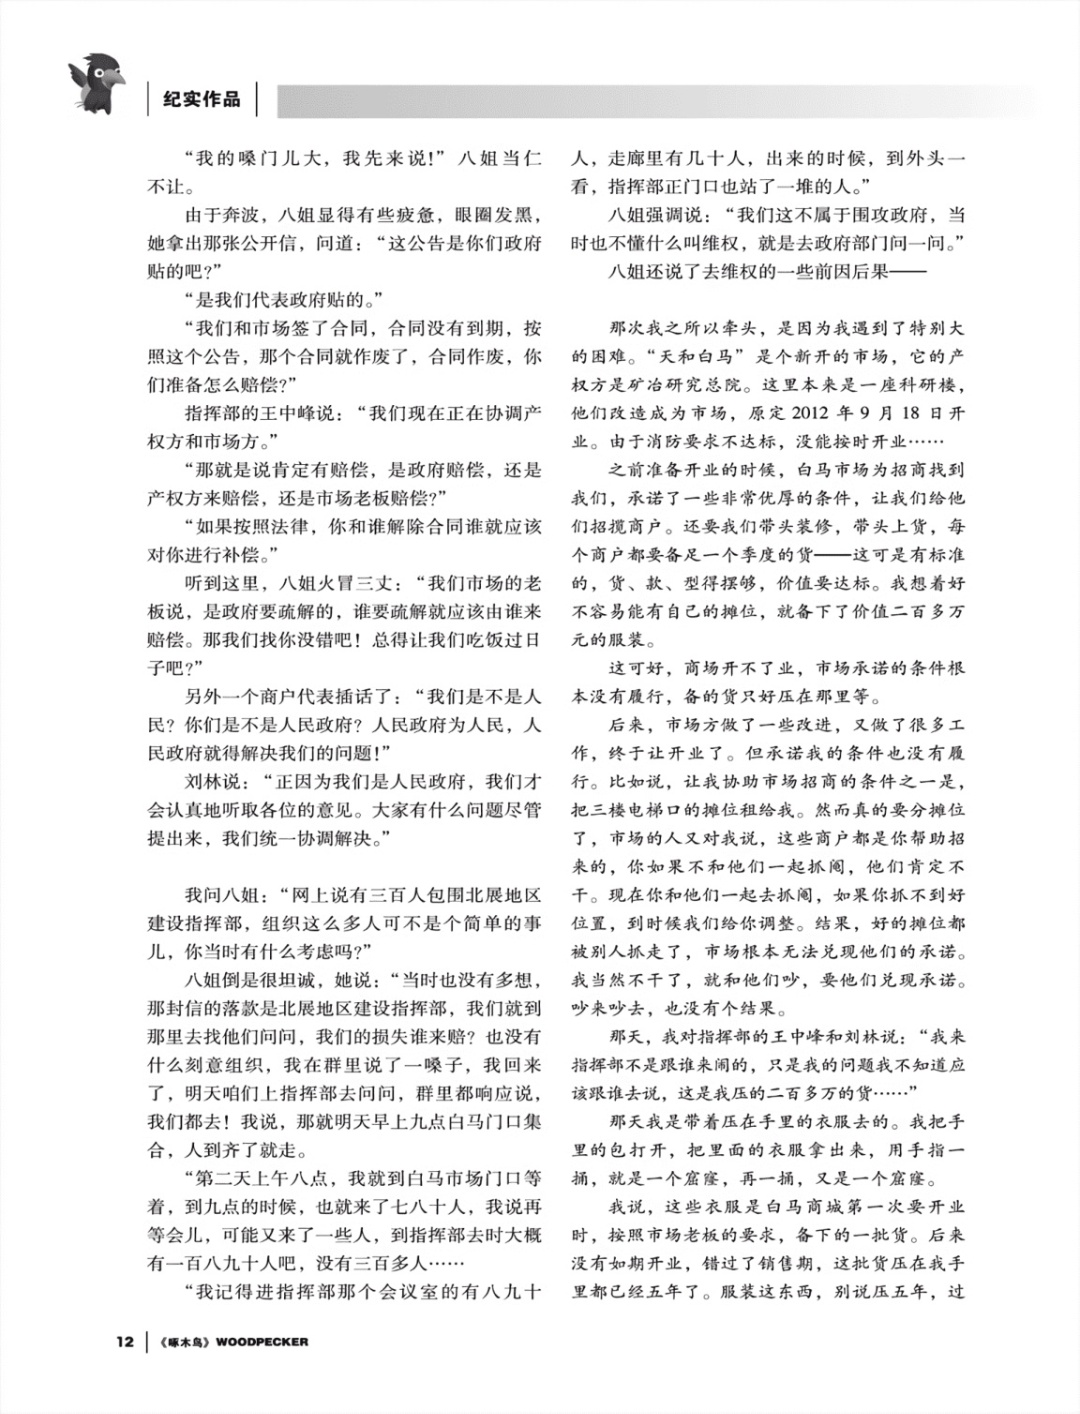 纪实作品
“我的嗓门儿大，我先来说!”八姐当仁
不让。
由于奔波，八姐显得有些疲惫，眼圈发黑，
她拿出那张公开信，问道：“这公告是你们政府
贴的吧?”
“是我们代表政府贴的。”
“我们和市场签了合同，合同没有到期，按
照这个公告，那个合同就作废了，合同作废，你
们准备怎么赔偿?”
指挥部的王中峰说：“我们现在正在协调产
权方和市场方。”
“那就是说肯定有赔偿，是政府赔偿，还是
产权方来赔偿，还是市场老板赔偿?”
“如果按照法律，你和谁解除合同谁就应该
对你进行补偿。”
听到这里，八姐火冒三丈：“我们市场的老
板说，是政府要疏解的，谁要疏解就应该由谁来
赔偿。那我们找你没错吧！总得让我们吃饭过日
子吧?”
另外一个商户代表插话了：“我们是不是人
民？你们是不是人民政府？人民政府为人民，人
民政府就得解决我们的问题!”
刘林说：“正因为我们是人民政府，我们才
会认真地听取各位的意见。大家有什么问题尽管
提出来，我们统一协调解决。”
我问八姐：“网上说有三百人包围北展地区
建设指挥部，组织这么多人可不是个简单的事
儿，你当时有什么考虑吗?”
八姐倒是很坦诚，她说：“当时也没有多想，
那封信的落款是北展地区建设指挥部，我们就到
那里去找他们问问，我们的损失谁来赔？也没有
什么刻意组织，我在群里说了一嗓子，我回来
了，明天咱们上指挥部去问问，群里都响应说，
我们都去！我说，那就明天早上九点白马门口集
合，人到齐了就走。
“第二天上午八点，我就到白马市场门口等
着，到九点的时候，也就来了七八十人，我说再
等会儿，可能又来了一些人，到指挥部去时大概
有一百八九十人吧，没有三百多人……
“我记得进指挥部那个会议室的有八九十
人，走廊里有几十人，出来的时候，到外头一
看，指挥部正门口也站了一堆的人。”
八姐强调说：“我们这不属于围攻政府，当
时也不懂什么叫维权，就是去政府部门问一问。”
八姐还说了去维权的一些前因后果——
那次我之所以牵头，是因为我遇到了特别大
的困难。“天和白马”是个新开的市场，它的产
权方是矿冶研究总院。这里本来是一座科研楼，
他们改造成为市场，原定 2012 年 9 月 18 日开
业。由于消防要求不达标，没能按时开业……
之前准备开业的时候，白马市场为招商找到
我们，承诺了一些非常优厚的条件，让我们给他
们招揽商户。还要我们带头装修，带头上货，每
个商户都要备足一个季度的货——这可是有标准
的，货、款、型得摆够，价值要达标。我想着好
不容易能有自己的摊位，就备下了价值二百多万
元的服装。
这可好，商场开不了业，市场承诺的条件根
本没有履行，备的货只好压在那里等。
后来，市场方做了一些改进，又做了很多工
作，终于让开业了。但承诺我的条件也没有履
行。比如说，让我协助市场招商的条件之一是，
把三楼电梯口的摊位租给我。然而真的要分摊位
了，市场的人又对我说，这些商户都是你帮助招
来的，你如果不和他们一起抓阄，他们肯定不
干。现在你和他们一起去抓阄，如果你抓不到好
位置，到时候我们给你调整。结果，好的摊位都
被别人抓走了，市场根本无法兑现他们的承诺。
我当然不干了，就和他们吵，要他们兑现承诺。
吵来吵去，也没有个结果。
那天，我对指挥部的王中峰和刘林说：“我来
指挥部不是跟谁来闹的，只是我的问题我不知道应
该跟谁去说，这是我压的二百多万的货……”
那天我是带着压在手里的衣服去的。我把手
里的包打开，把里面的衣服拿出来，用手指一
捅，就是一个窟窿，再一捅，又是一个窟窿。
我说，这些衣服是白马商城第一次要开业
时，按照市场老板的要求，备下的一批货。后来
没有如期开业，错过了销售期，这批货压在我手
里都已经五年了。服装这东西，别说压五年，过
12 《啄木鸟》WOODPECKER